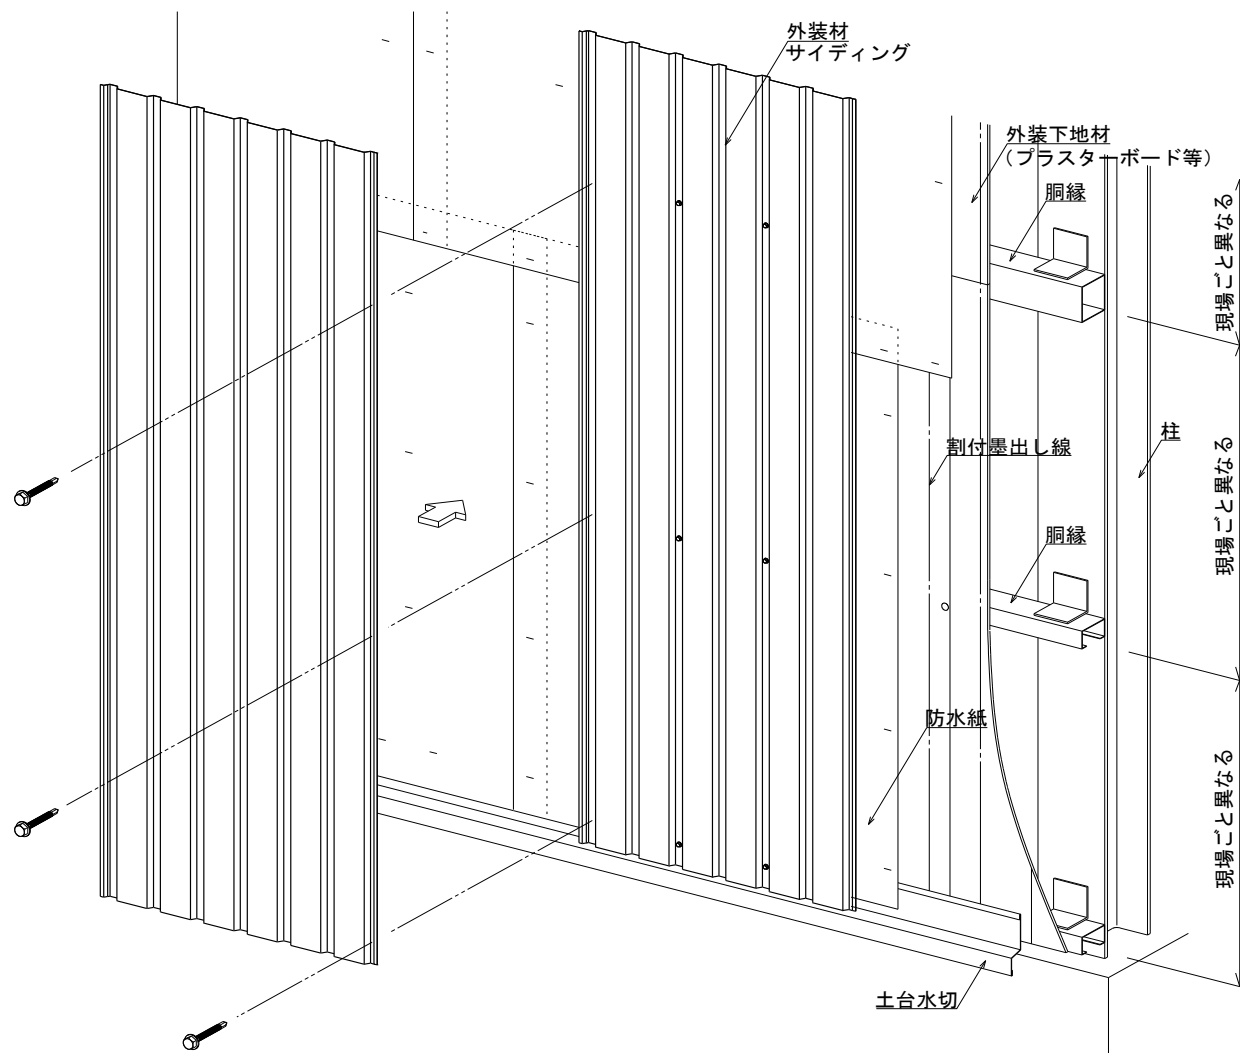 外装材
サイディング
外装下地材
(プラスターボード等)
胴縁
現場ごと異なる
柱
割付墨出し線
現場ごと異なる
胴縁
防水紙
現場ごと異なる
土台水切